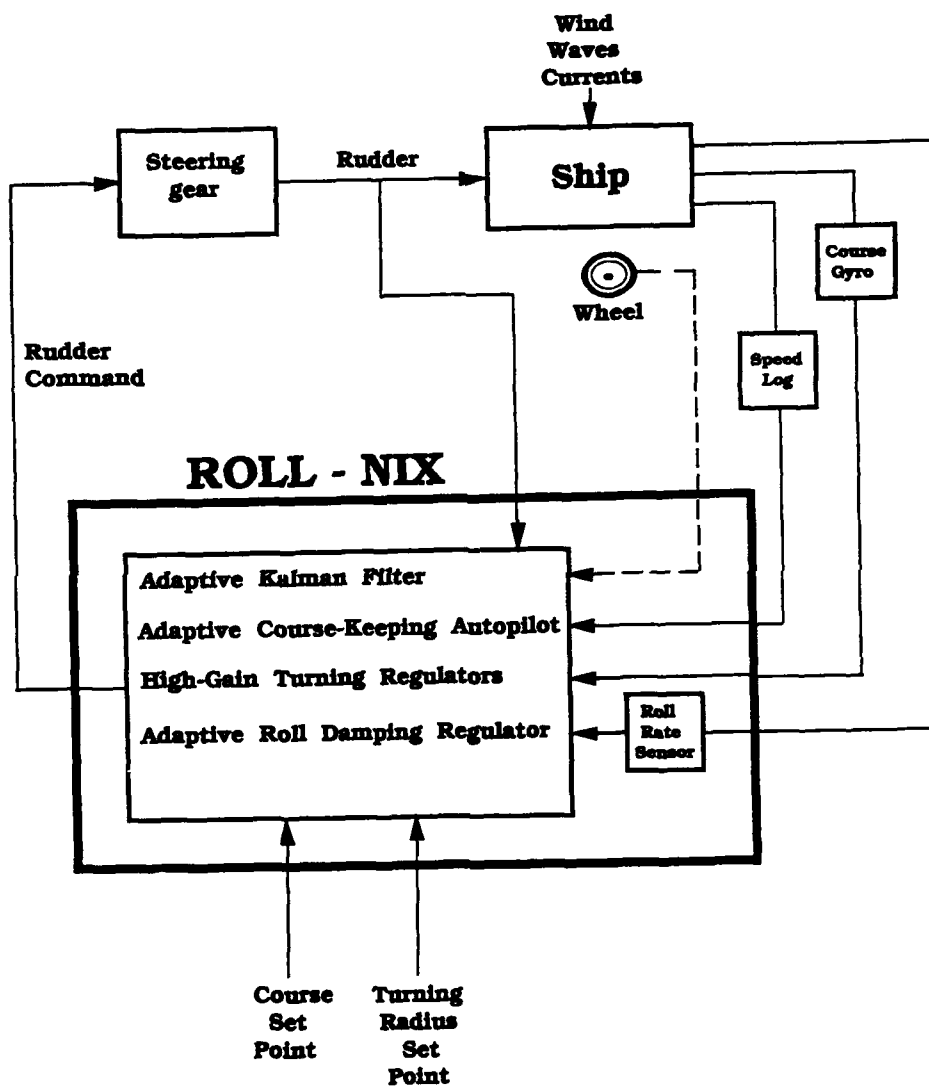 Wind
Waves
Currents
Steering
gear
Rudder
Ship
Course
Gyro
Wheel
Speed
Log
Rudder
Command
ROLL - NIX
Adaptive Kalman Filter
Adaptive Course-Keeping Autopilot
High-Gain Turning Regulators
Adaptive Roll Damping Regulator
Roll
Rate
Sensor
Course
Set
Point
Turning
Radius
Set
Point